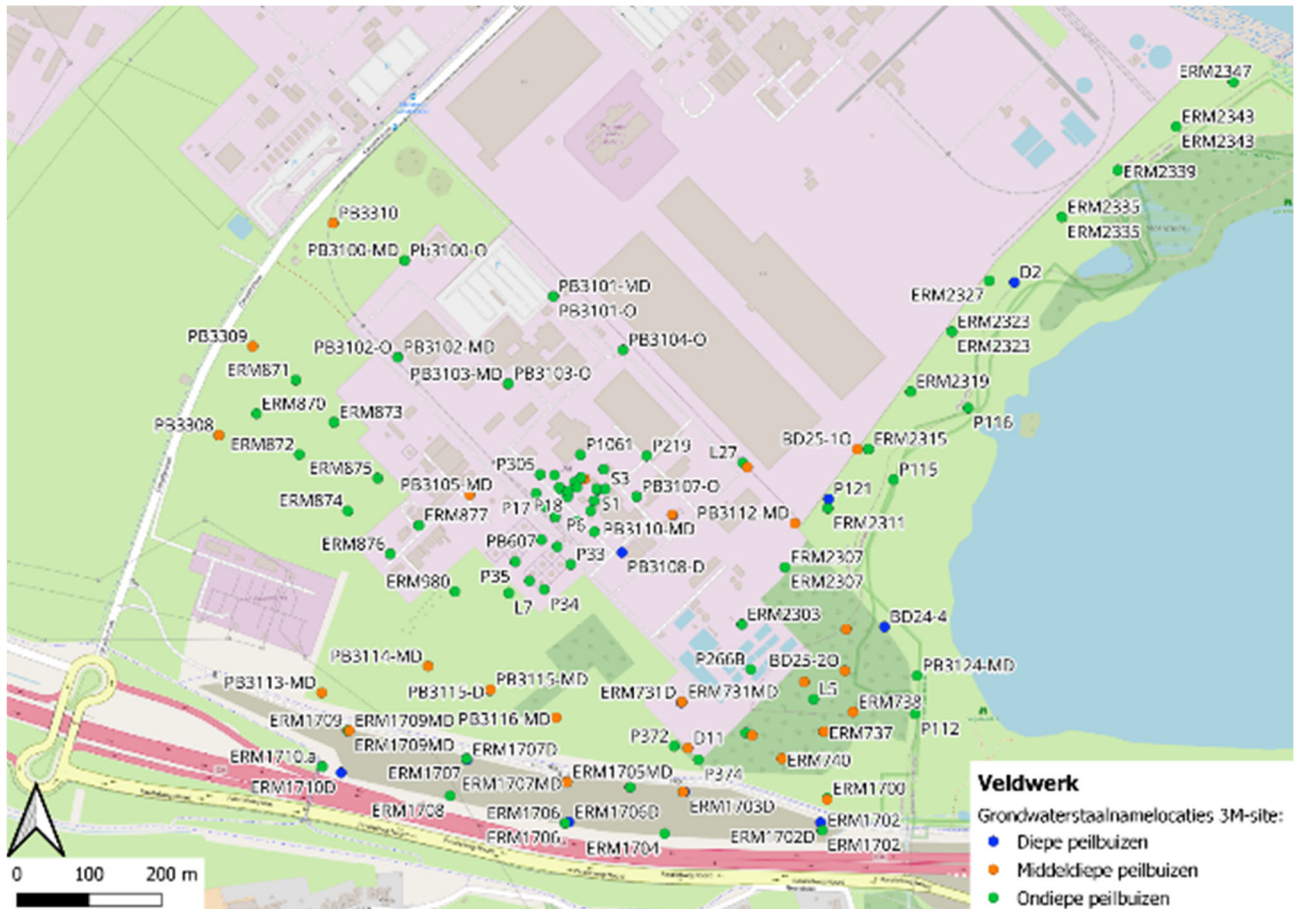 ERM2347
ERM2343
ERM2343
ERM2339
ERM2335
ERM2335
PB3310
PB3100-MD
Pb3100-O
D2
ERM2327
PB3101-MD
PB3101-O
ERM2323
ERM2323
PB3104-O
PB3309
PB3102-O
PB3102-MD
PB3103-MD
PB3103-O
ERM871
ERM2319
ERM870
P116
ERM873
PB3308
ERM872
P1061
P219
BD25-1O
ERM2315
L27
P305
ERM875
S3
P115
PB3105-MD
PB3107-O
P121
ERM874
P17
P18
S1
PB3112-MD
ERM877
P6
PB3110-MD
ERM2311
PB607
ERM876
P33
PB3108-D
ERM2307
ERM2307
P35
ERM980
L7
P34
ERM2303
BD24-4
PB3114-MD
P266B
BD25-2O
PB3124-MD
PB3113-MD
PB3115-D
PB3115-MD
ERM731D
ERM731MD
L5
ERM738
PB3116-MD
P112
ERM1709
ERM1709MD
ERM1709MD
P372
D11
ERM737
ERM1710.a
ERM1707D
ERM1707
P374
ERM740
ERM1710D
ERM1707MD
ERM1705MD
ERM1708
ERM1703D
ERM1700
ERM1706
ERM1706D
ERM1706
ERM1702
ERM1704
ERM1702D
ERM1702
0 100 200 m
Veldwerk
Grondwaterstaalnamelocaties 3M-site:
Diepe peilbuizen
Middeldiepe peilbuizen
Ondiepe peilbuizen